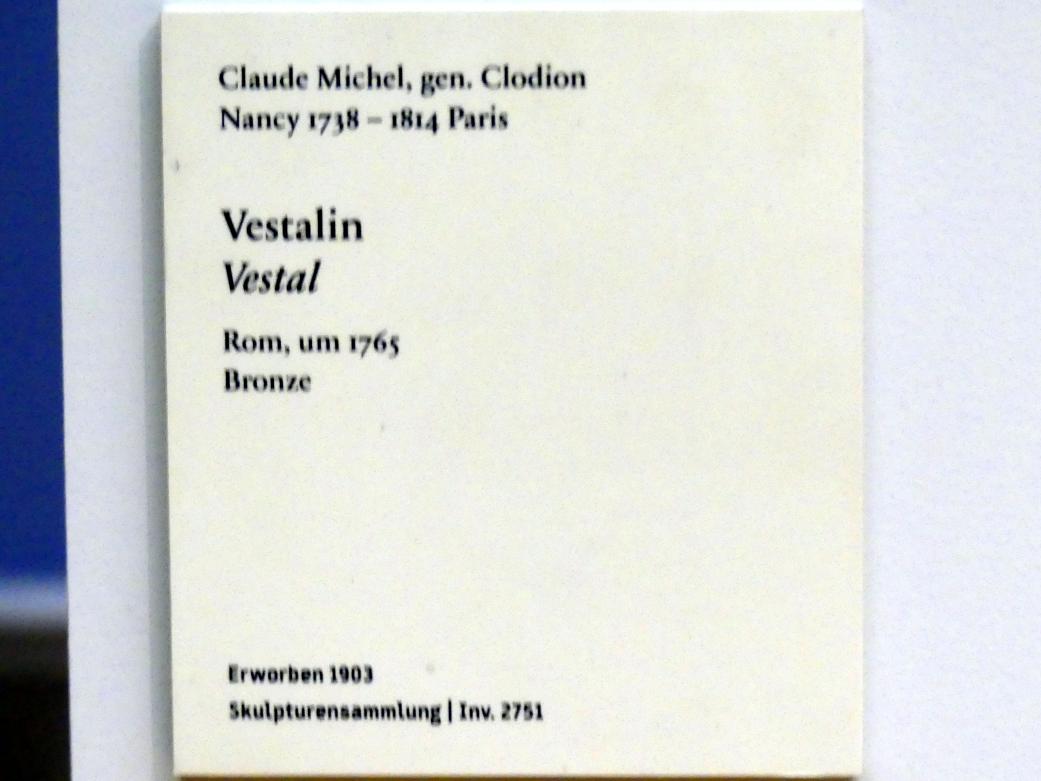 Claude Michel, gen. Clodion
Nancy 1738 – 1814 Paris
Vestalin
Vestal
Rom, um 1765
Bronze
Erworben 1903
Skulpturensammlung | Inv. 2751